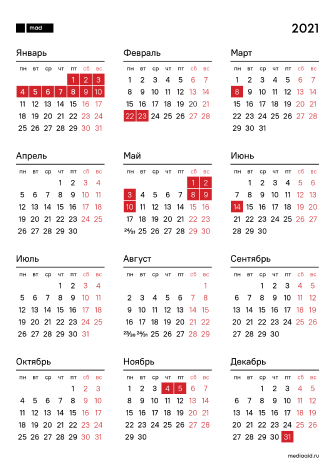 mad
2021
Январь
пн вт ср чт пт сб вс
1 2 3
4 5 6 7 8 9 10
11 12 13 14 15 16 17
18 19 20 21 22 23 24
25 26 27 28 29 30 31
Февраль
пн вт ср чт пт сб вс
1 2 3 4 5 6 7
8 9 10 11 12 13 14
15 16 17 18 19 20 21
22 23 24 25 26 27 28
Март
пн вт ср чт пт сб вс
1 2 3 4 5 6 7
8 9 10 11 12 13 14
15 16 17 18 19 20 21
22 23 24 25 26 27 28
29 30 31
Апрель
пн вт ср чт пт сб вс
1 2 3 4
5 6 7 8 9 10 11
12 13 14 15 16 17 18
19 20 21 22 23 24 25
26 27 28 29 30
Май
пн вт ср чт пт сб вс
1 2
3 4 5 6 7 8 9
10 11 12 13 14 15 16
17 18 19 20 21 22 23
24/31 25 26 27 28 29 30
Июнь
пн вт ср чт пт сб вс
1 2 3 4 5 6
7 8 9 10 11 12 13
14 15 16 17 18 19 20
21 22 23 24 25 26 27
28 29 30
Июль
пн вт ср чт пт сб вс
1 2 3 4
5 6 7 8 9 10 11
12 13 14 15 16 17 18
19 20 21 22 23 24 25
26 27 28 29 30 31
Август
пн вт ср чт пт сб вс
1
2 3 4 5 6 7 8
9 10 11 12 13 14 15
16 17 18 19 20 21 22
23/30 24/31 25 26 27 28 29
Сентябрь
пн вт ср чт пт сб вс
1 2 3 4 5
6 7 8 9 10 11 12
13 14 15 16 17 18 19
20 21 22 23 24 25 26
27 28 29 30
Октябрь
пн вт ср чт пт сб вс
1 2 3
4 5 6 7 8 9 10
11 12 13 14 15 16 17
18 19 20 21 22 23 24
25 26 27 28 29 30 31
Ноябрь
пн вт ср чт пт сб вс
1 2 3 4 5 6 7
8 9 10 11 12 13 14
15 16 17 18 19 20 21
22 23 24 25 26 27 28
29 30
Декабрь
пн вт ср чт пт сб вс
1 2 3 4 5
6 7 8 9 10 11 12
13 14 15 16 17 18 19
20 21 22 23 24 25 26
27 28 29 30 31
mediaaid.ru